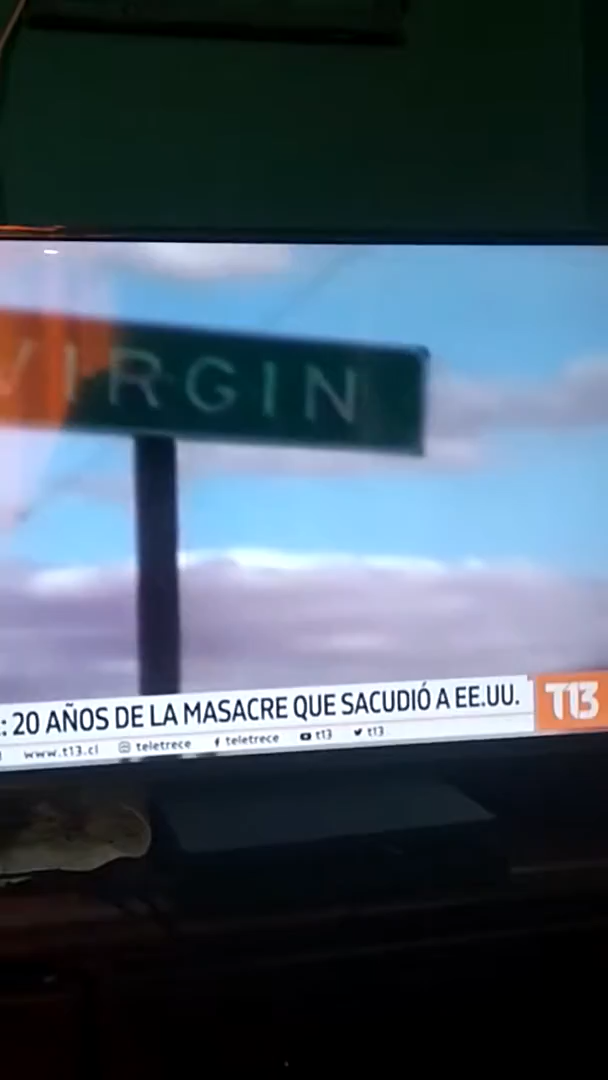 VIRGIN
: 20 AÑOS DE LA MASACRE QUE SACUDIÓ A EE.UU.
T13
www.t13.cl teletrece teletrece t13 t13